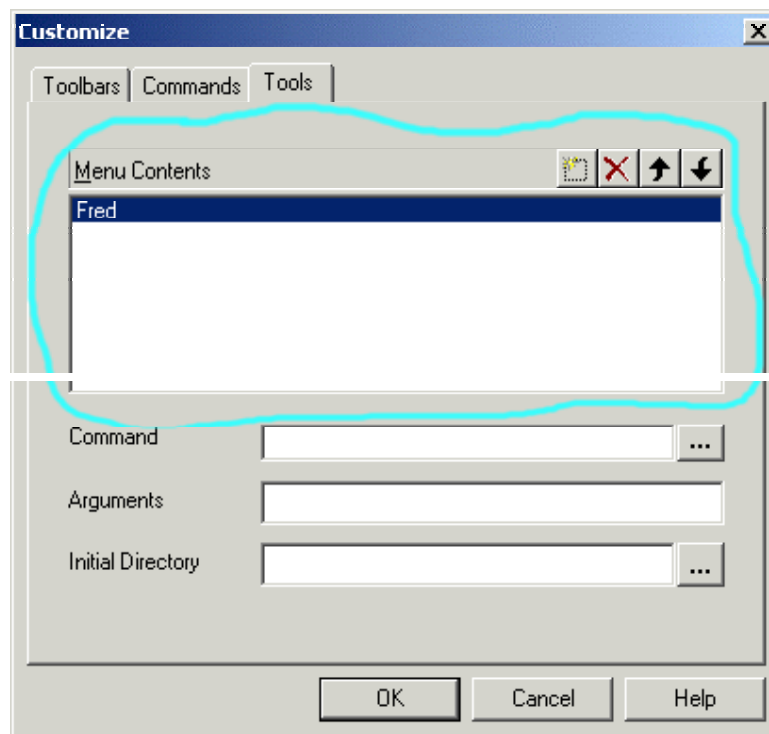 Customize
Toolbars Commands Tools
Menu Contents
Fred
Command ...
Arguments
Initial Directory ...
OK Cancel Help